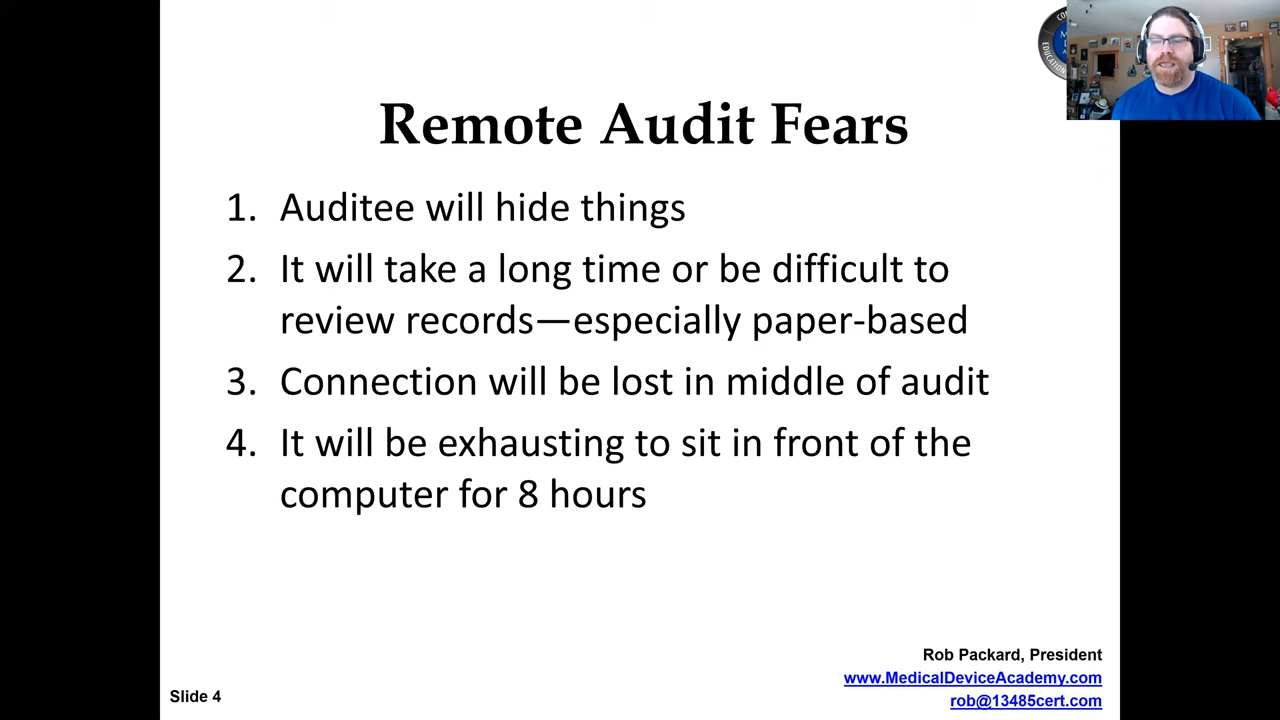 Remote Audit Fears
1. Auditee will hide things
2. It will take a long time or be difficult to
review records—especially paper-based
3. Connection will be lost in middle of audit
4. It will be exhausting to sit in front of the
computer for 8 hours
Rob Packard, President
www.MedicalDeviceAcademy.com
rob@13485cert.com
Slide 4